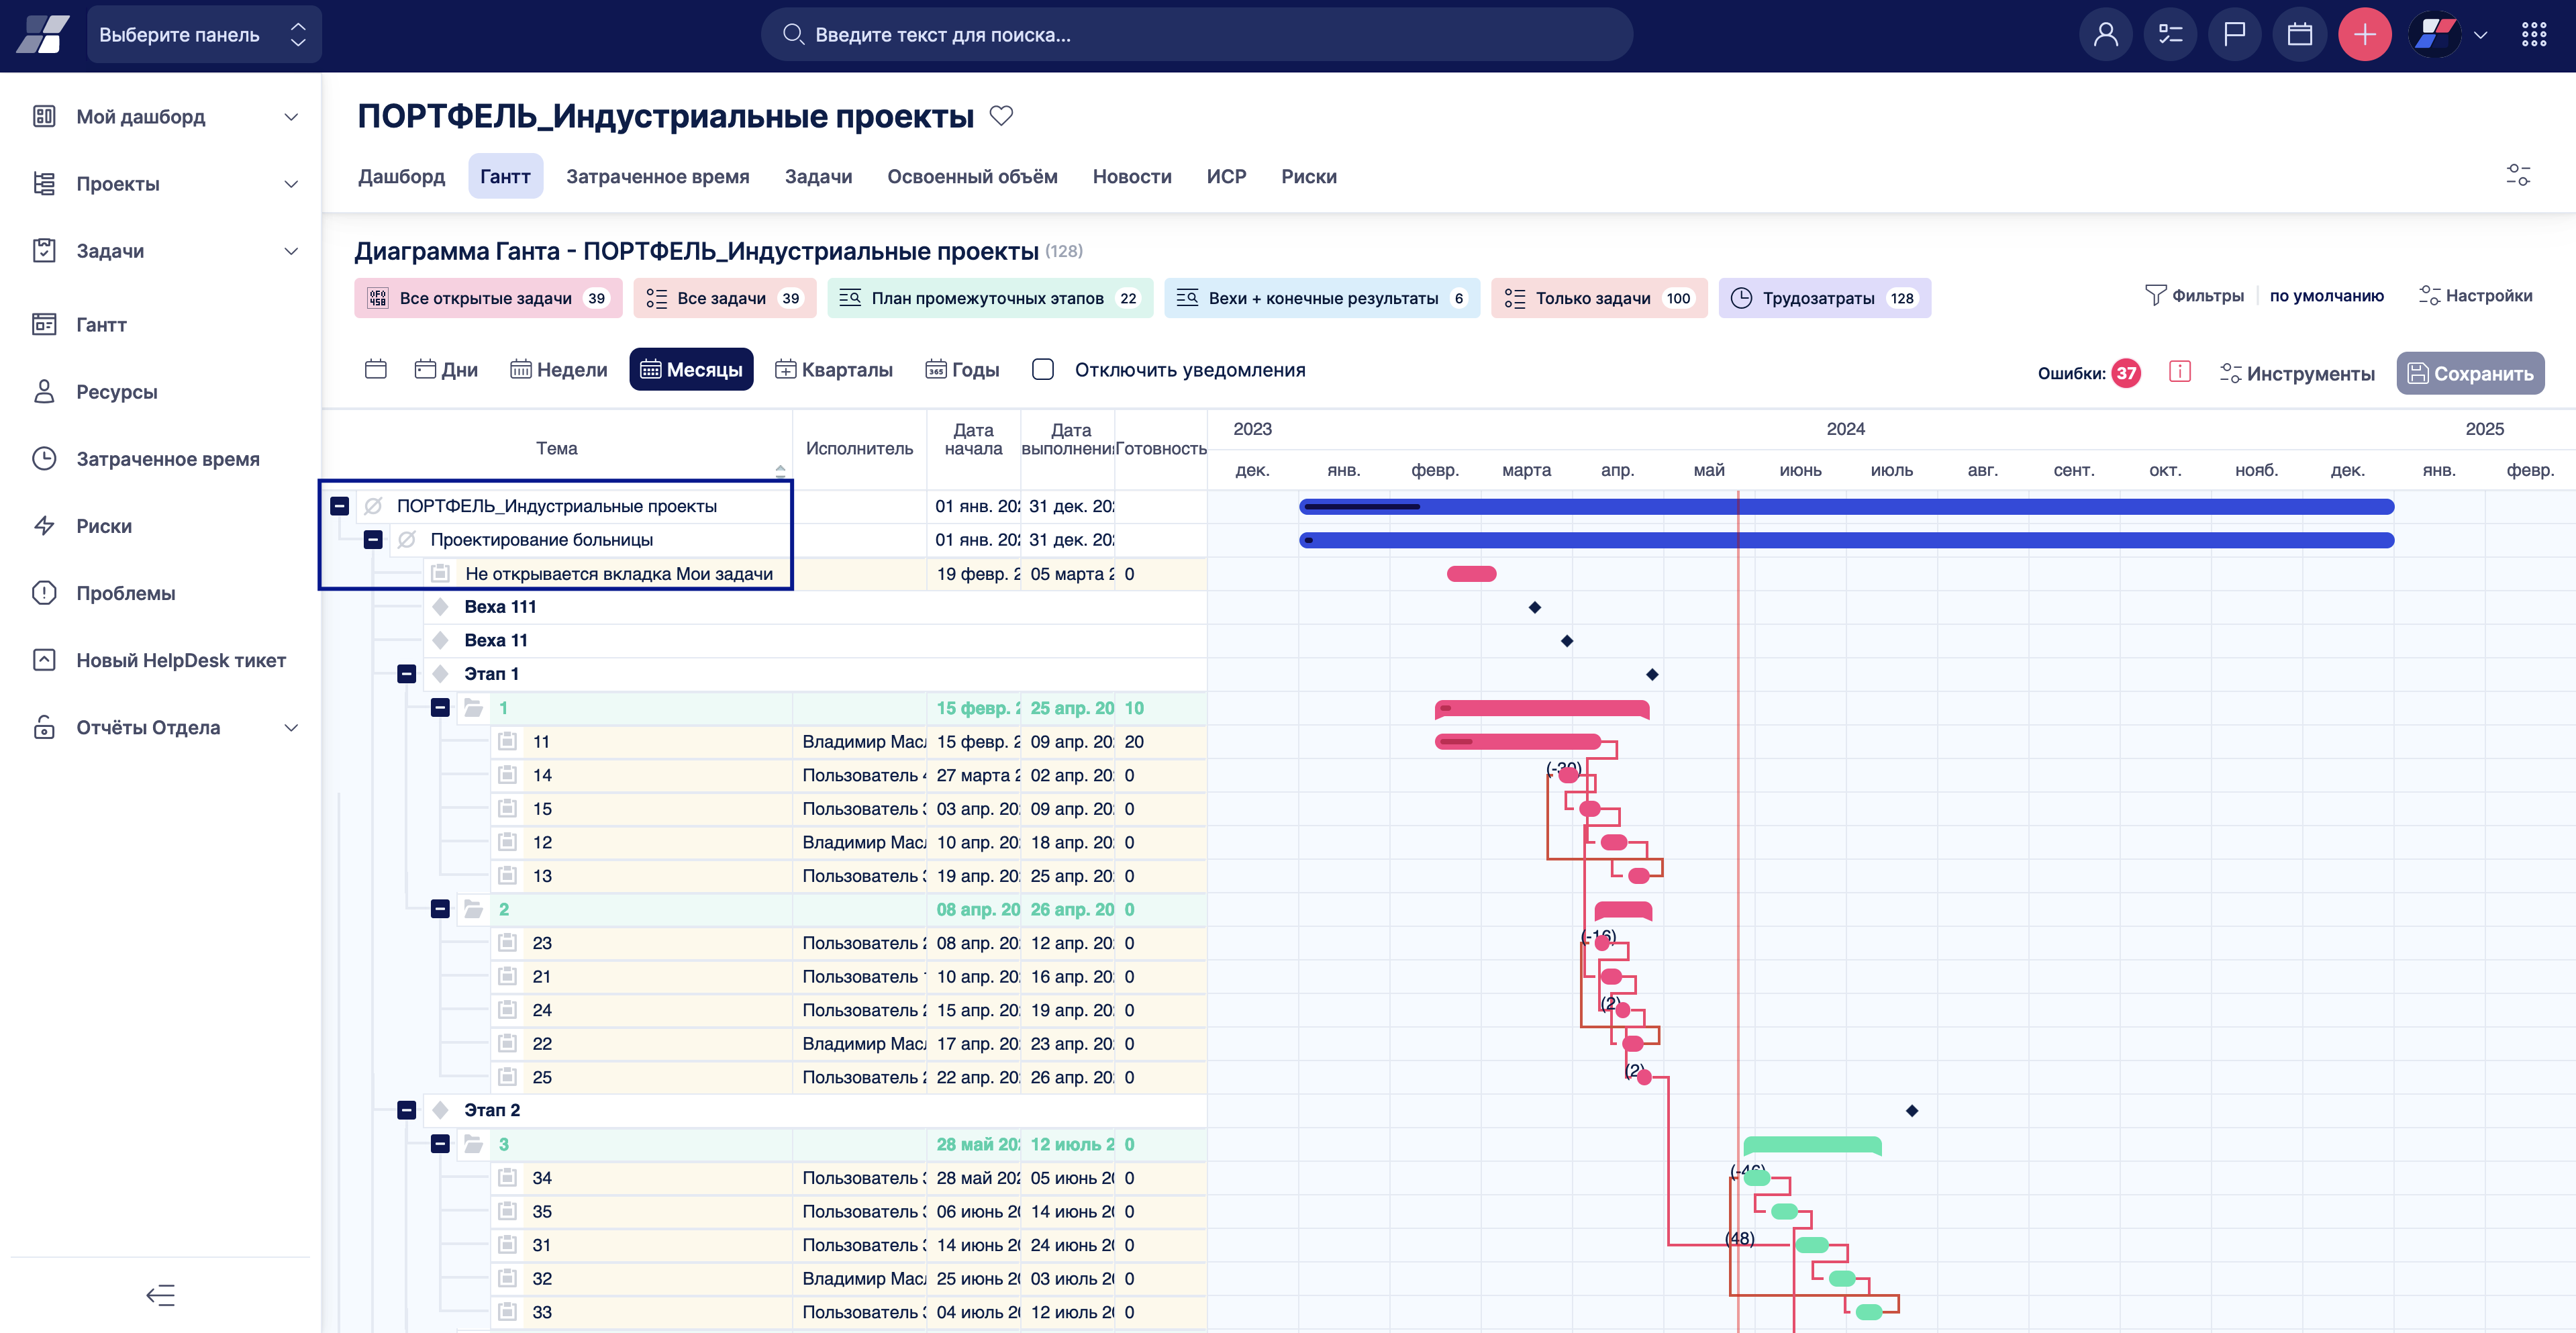 Выберите панель
Введите текст для поиска...
Мой дашборд
Проекты
Задачи
Гантт
Ресурсы
Затраченное время
Риски
Проблемы
Новый HelpDesk тикет
Отчёты Отдела
ПОРТФЕЛЬ_Индустриальные проекты
Дашборд Гантт Затраченное время Задачи Освоенный объём Новости ИСР Риски
Диаграмма Ганта - ПОРТФЕЛЬ_Индустриальные проекты (128)
Все открытые задачи 39 Все задачи 39 План промежуточных этапов 22 Вехи + конечные результаты 6 Только задачи 100 Трудозатраты 128 Фильтры по умолчанию Настройки
Дни Недели Месяцы Кварталы 365 Годы Отключить уведомления Ошибки: 37 Инструменты Сохранить
Тема Исполнитель Дата начала Дата выполнени Готовность
2023 2024 2025
дек. янв. февр. марта апр. май июнь июль авг. сент. окт. нояб. дек. янв. февр.
ПОРТФЕЛЬ_Индустриальные проекты 01 янв. 202 31 дек. 20
Проектирование больницы 01 янв. 202 31 дек. 20
Не открывается вкладка Мои задачи 19 февр. 2 05 марта 2 0
Веха 111
Веха 11
Этап 1
1 15 февр. 2 25 апр. 20 10
11 Владимир Мас 15 февр. 2 09 апр. 20 20
14 Пользователь 27 марта 2 02 апр. 20 0
15 Пользователь 03 апр. 20 09 апр. 20 0
12 Владимир Мас 10 апр. 20 18 апр. 20 0
13 Пользователь 19 апр. 20 25 апр. 20 0
2 08 апр. 20 26 апр. 20 0
23 Пользователь 08 апр. 20 12 апр. 20 0
21 Пользователь 10 апр. 20 16 апр. 20 0
24 Пользователь 15 апр. 20 19 апр. 20 0 (2)
22 Владимир Мас 17 апр. 20 23 апр. 20 0
25 Пользователь 22 апр. 20 26 апр. 20 0 (2)
Этап 2
3 28 май 20 12 июль 2 0
34 Пользователь 28 май 202 05 июнь 20 0 (-46)
35 Пользователь 06 июнь 20 14 июнь 20 0
31 Пользователь 14 июнь 20 24 июнь 20 0 (48)
32 Владимир Мас 25 июнь 20 03 июль 20 0
33 Пользователь 04 июль 20 12 июль 20 0